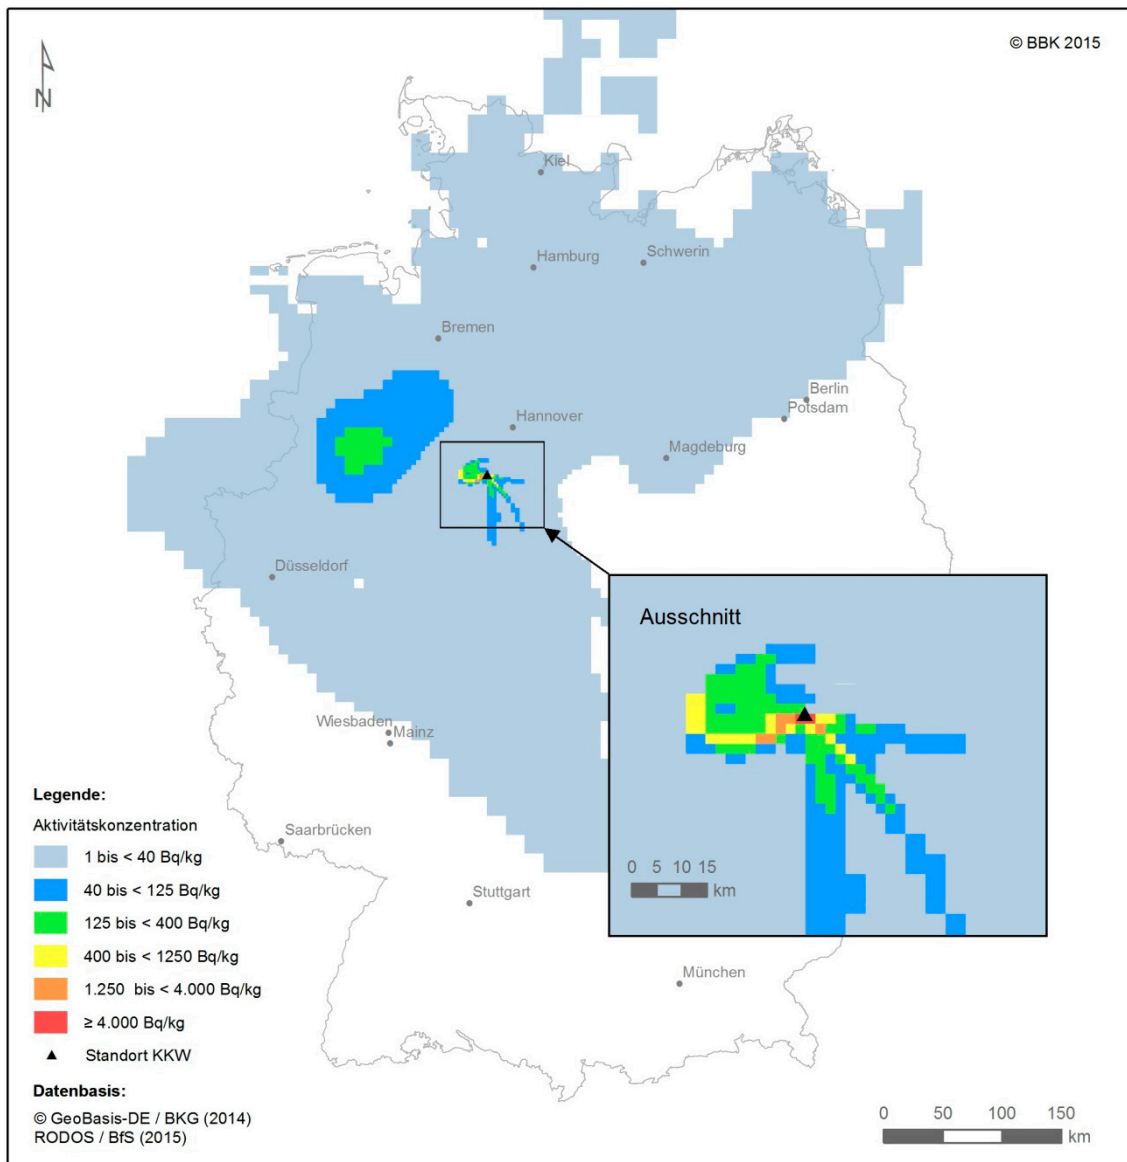 © BBK 2015
N
Kiel
Hamburg
Schwerin
Bremen
Berlin
Potsdam
Hannover
Magdeburg
Düsseldorf
Ausschnitt
Wiesbaden
Mainz
Saarbrücken
Stuttgart
München
0 5 10 15
km
Legende:
Aktivitätskonzentration
1 bis < 40 Bq/kg
40 bis < 125 Bq/kg
125 bis < 400 Bq/kg
400 bis < 1250 Bq/kg
1.250 bis < 4.000 Bq/kg
≥ 4.000 Bq/kg
Standort KKW
Datenbasis:
© GeoBasis-DE / BKG (2014)
RODOS / BfS (2015)
0 50 100 150
km